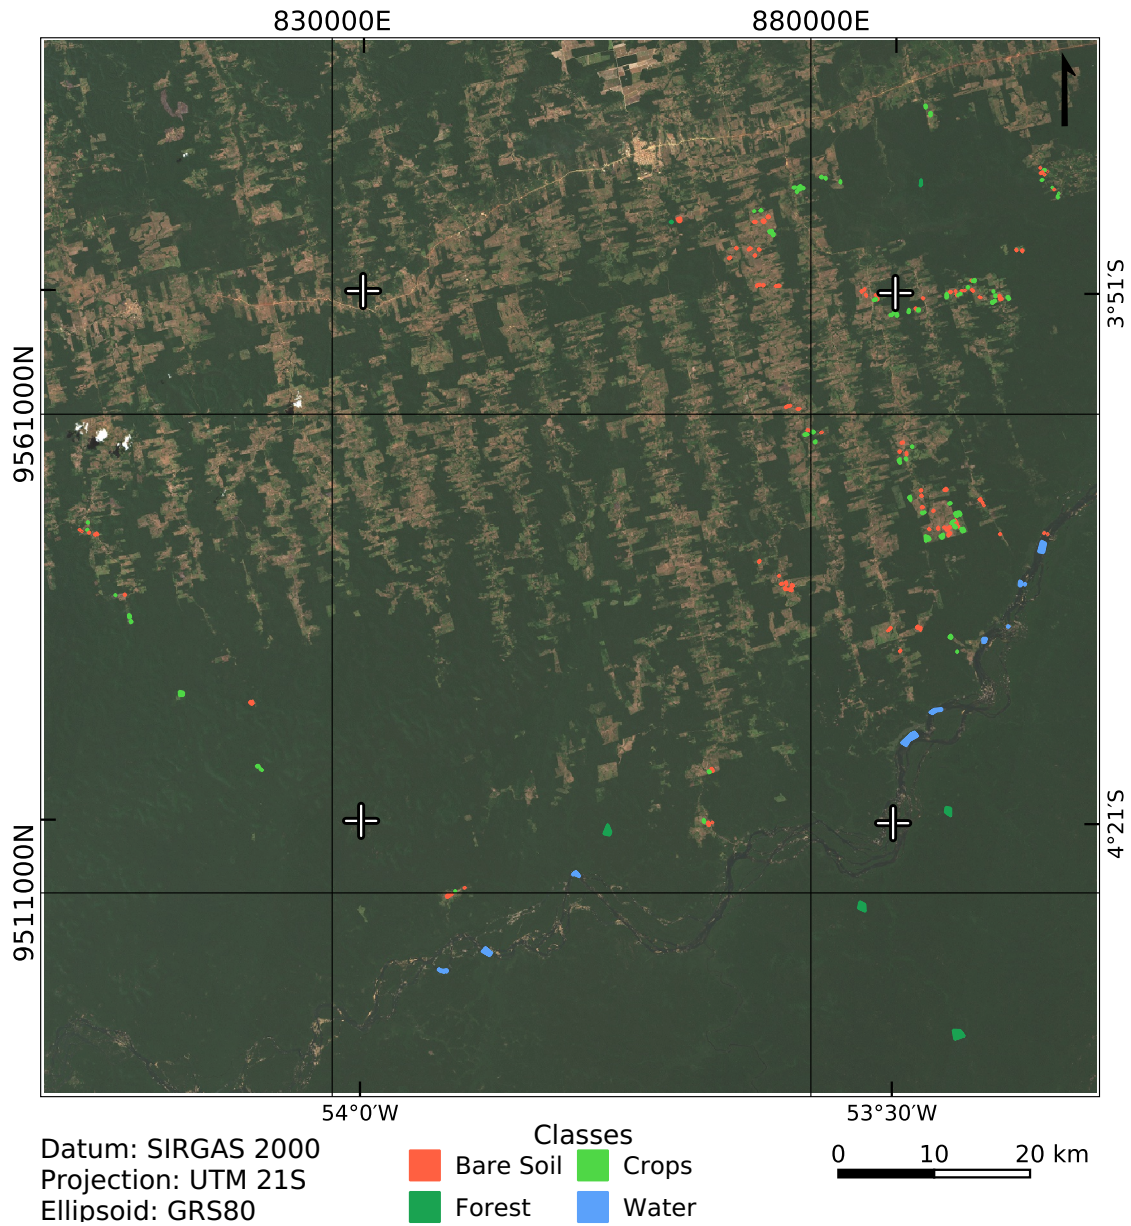 830000E 880000E
3°51′S
9561000N
4°21′S
9511000N
54°0′W 53°30′W
Datum: SIRGAS 2000
Projection: UTM 21S
Ellipsoid: GRS80
Classes
Bare Soil Crops
Forest Water
0 10 20 km